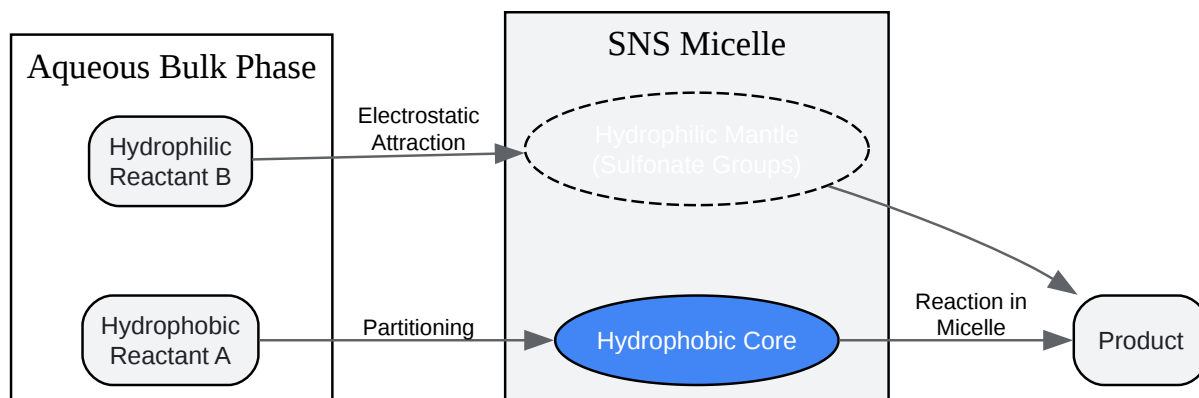 Aqueous Bulk Phase
Hydrophilic
Reactant B
Hydrophobic
Reactant A
Electrostatic
Attraction
Partitioning
SNS Micelle
Hydrophilic Mantle
(Sulfonate Groups)
Hydrophobic Core
Reaction in
Micelle
Product